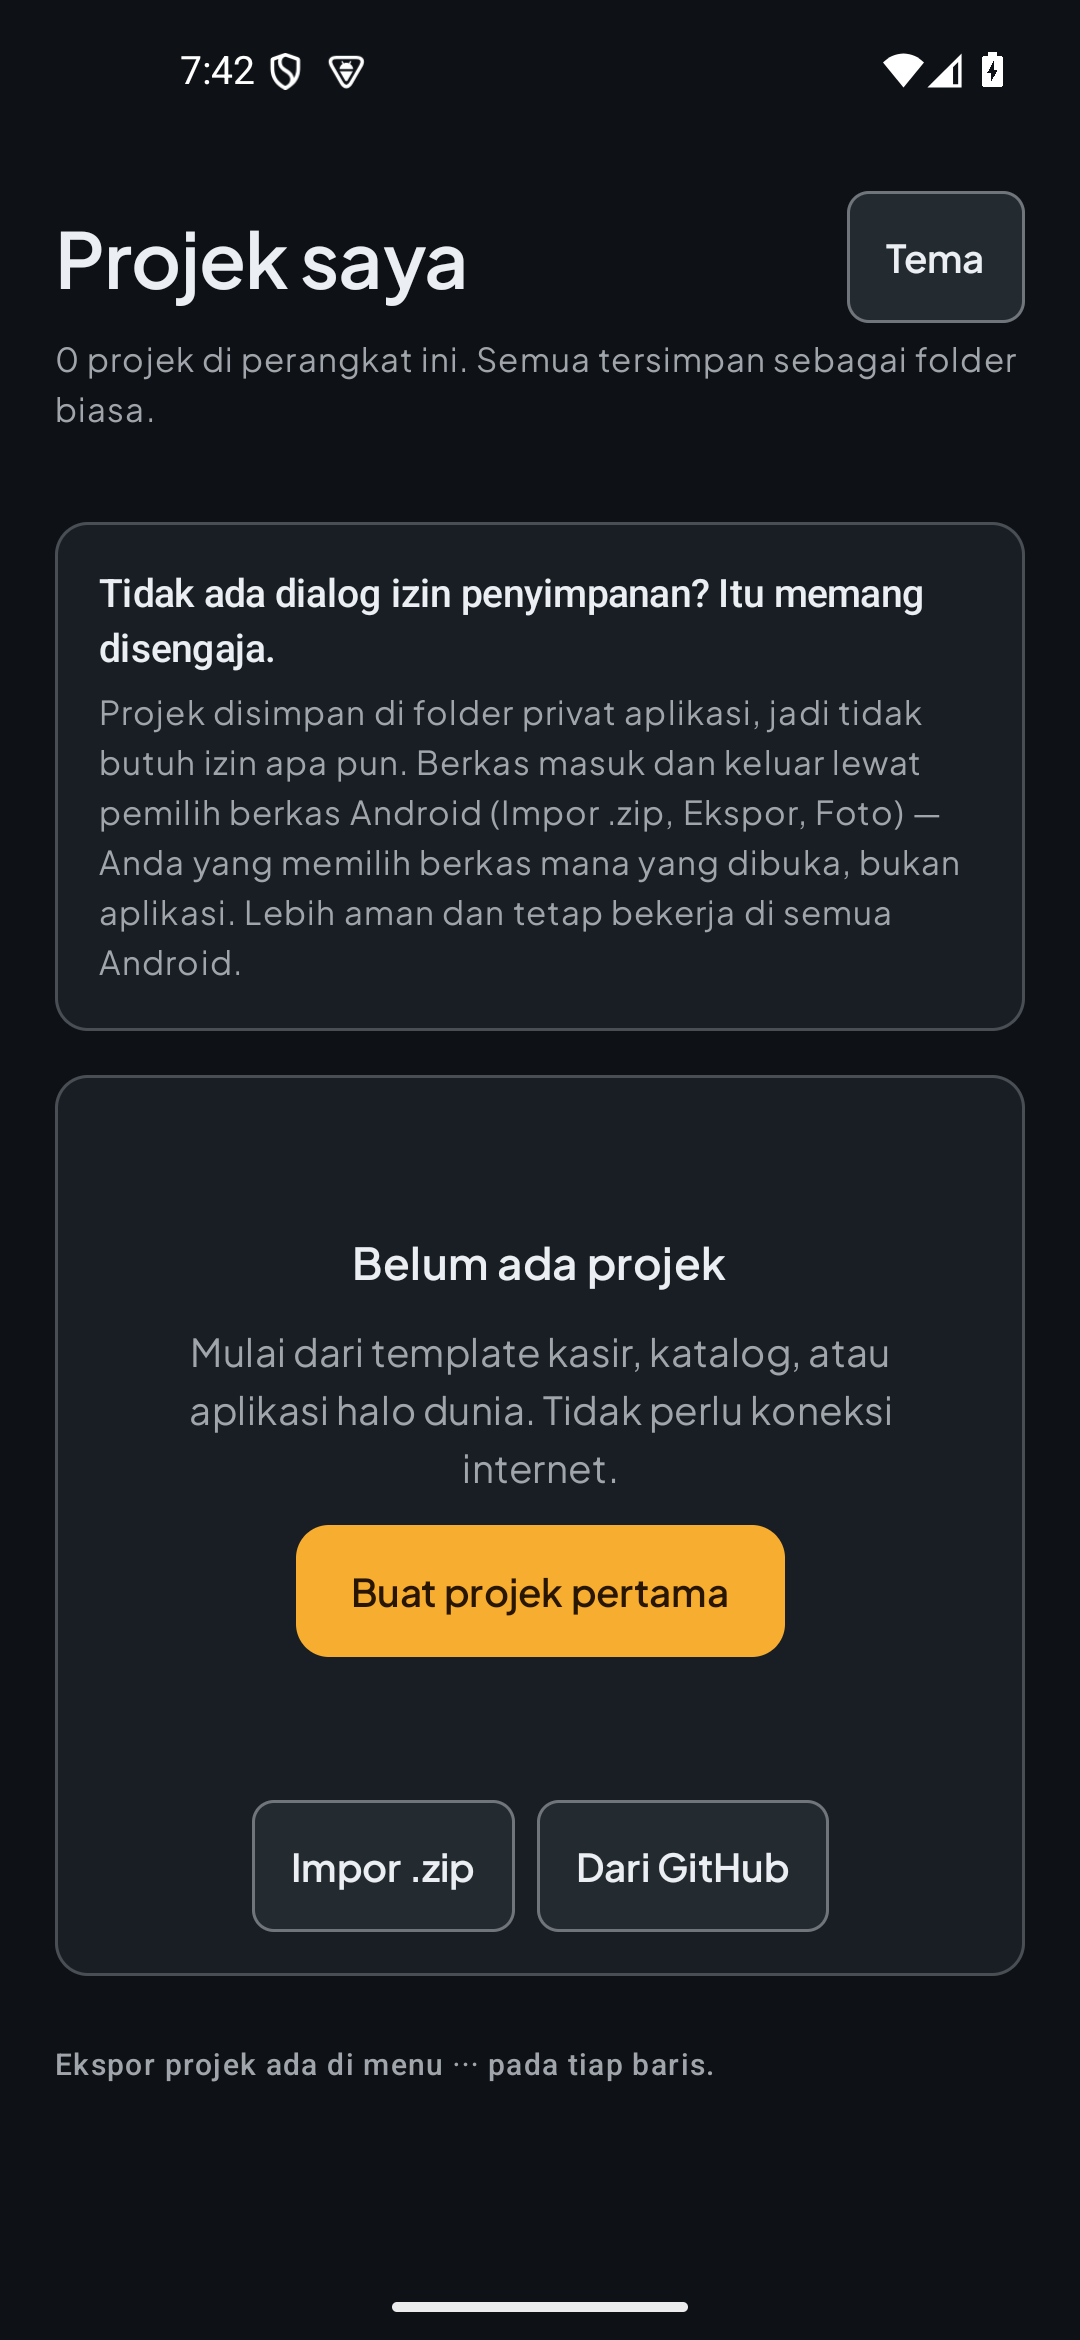 7:42
Projek saya
Tema
0 projek di perangkat ini. Semua tersimpan sebagai folder
biasa.
Tidak ada dialog izin penyimpanan? Itu memang
disengaja.
Projek disimpan di folder privat aplikasi, jadi tidak
butuh izin apa pun. Berkas masuk dan keluar lewat
pemilih berkas Android (Impor .zip, Ekspor, Foto) —
Anda yang memilih berkas mana yang dibuka, bukan
aplikasi. Lebih aman dan tetap bekerja di semua
Android.
Belum ada projek
Mulai dari template kasir, katalog, atau
aplikasi halo dunia. Tidak perlu koneksi
internet.
Buat projek pertama
Impor .zip
Dari GitHub
Ekspor projek ada di menu ··· pada tiap baris.